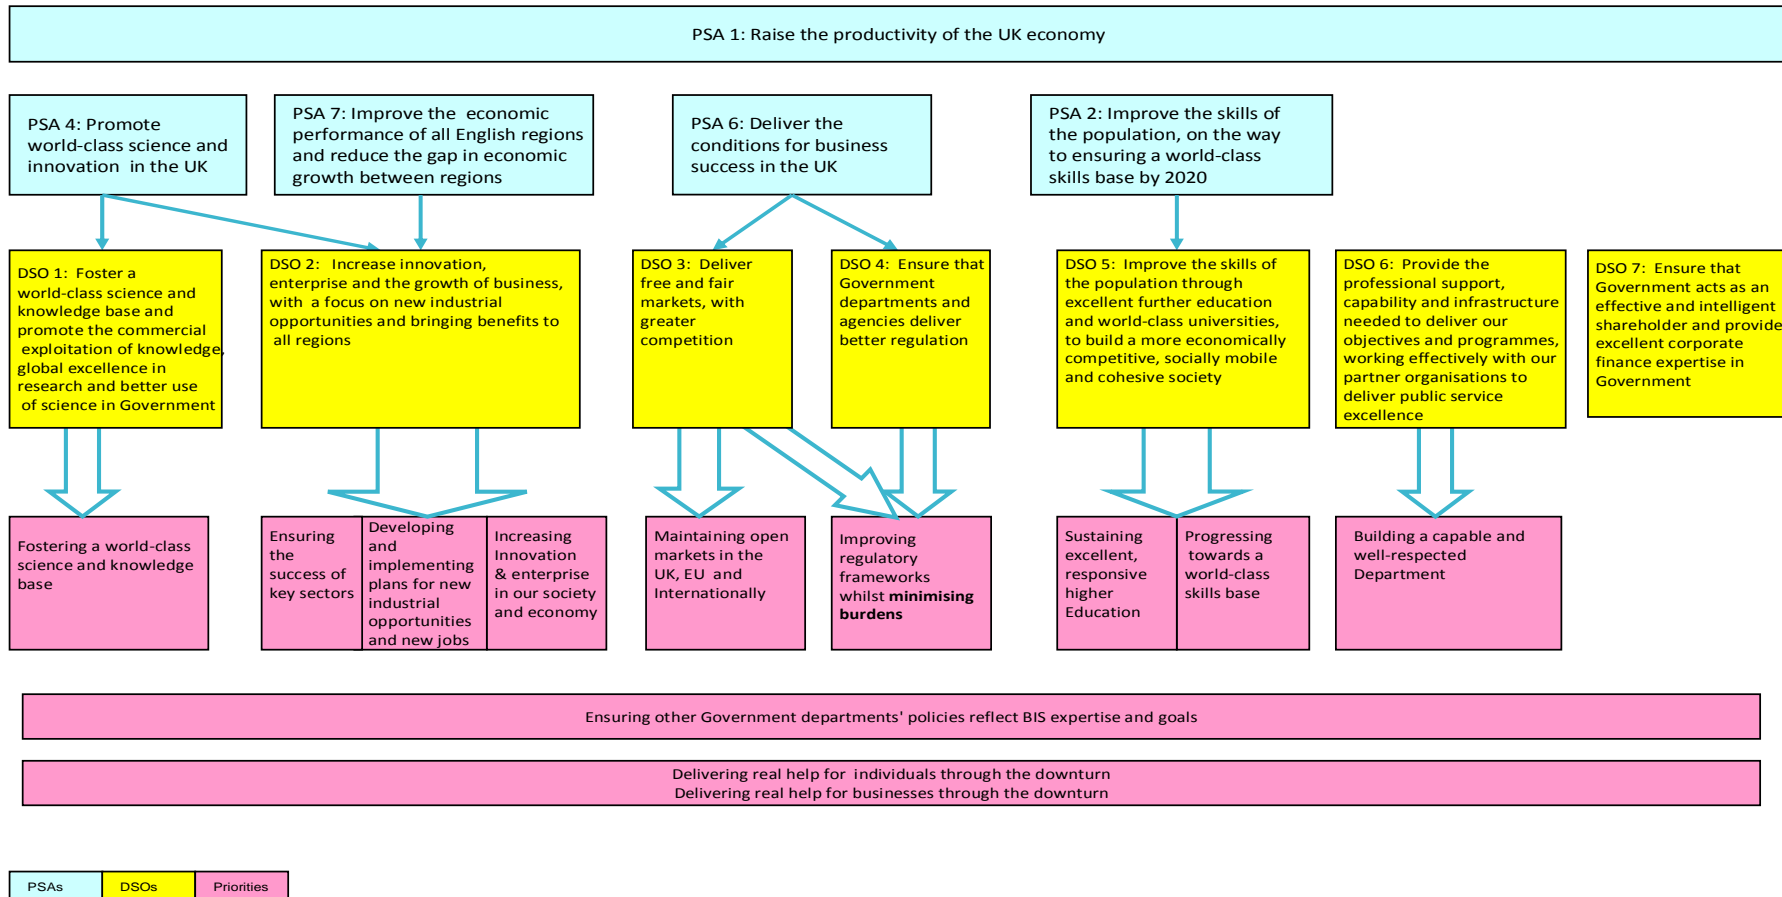 PSA 1: Raise the productivity of the UK economy
PSA 4: Promote
world-class science and
innovation in the UK
PSA 7: Improve the economic
performance of all English regions
and reduce the gap in economic
growth between regions
PSA 6: Deliver the
conditions for business
success in the UK
PSA 2: Improve the skills of
the population, on the way
to ensuring a world-class
skills base by 2020
DSO 1: Foster a
world-class science and
knowledge base and
promote the commercial
exploitation of knowledge,
global excellence in
research and better use
of science in Government
DSO 2: Increase innovation,
enterprise and the growth of business,
with a focus on new industrial
opportunities and bringing benefits to
all regions
DSO 3: Deliver
free and fair
markets, with
greater
competition
DSO 4: Ensure that
Government
departments and
agencies deliver
better regulation
DSO 5: Improve the skills of
the population through
excellent further education
and world-class universities,
to build a more economically
competitive, socially mobile
and cohesive society
DSO 6: Provide the
professional support,
capability and infrastructure
needed to deliver our
objectives and programmes,
working effectively with our
partner organisations to
deliver public service
excellence
DSO 7: Ensure that
Government acts as an
effective and intelligent
shareholder and provide
excellent corporate
finance expertise in
Government
Fostering a world-class
science and knowledge
base
Ensuring
the
success of
key sectors
Developing
and
implementing
plans for new
industrial
opportunities
and new jobs
Increasing
Innovation
& enterprise
in our society
and economy
Maintaining open
markets in the
UK, EU and
Internationally
Improving
regulatory
frameworks
whilst minimising
burdens
Sustaining
excellent,
responsive
higher
Education
Progressing
towards a
world-class
skills base
Building a capable and
well-respected
Department
Ensuring other Government departments' policies reflect BIS expertise and goals
Delivering real help for individuals through the downturn
Delivering real help for businesses through the downturn
PSAs
DSOs
Priorities